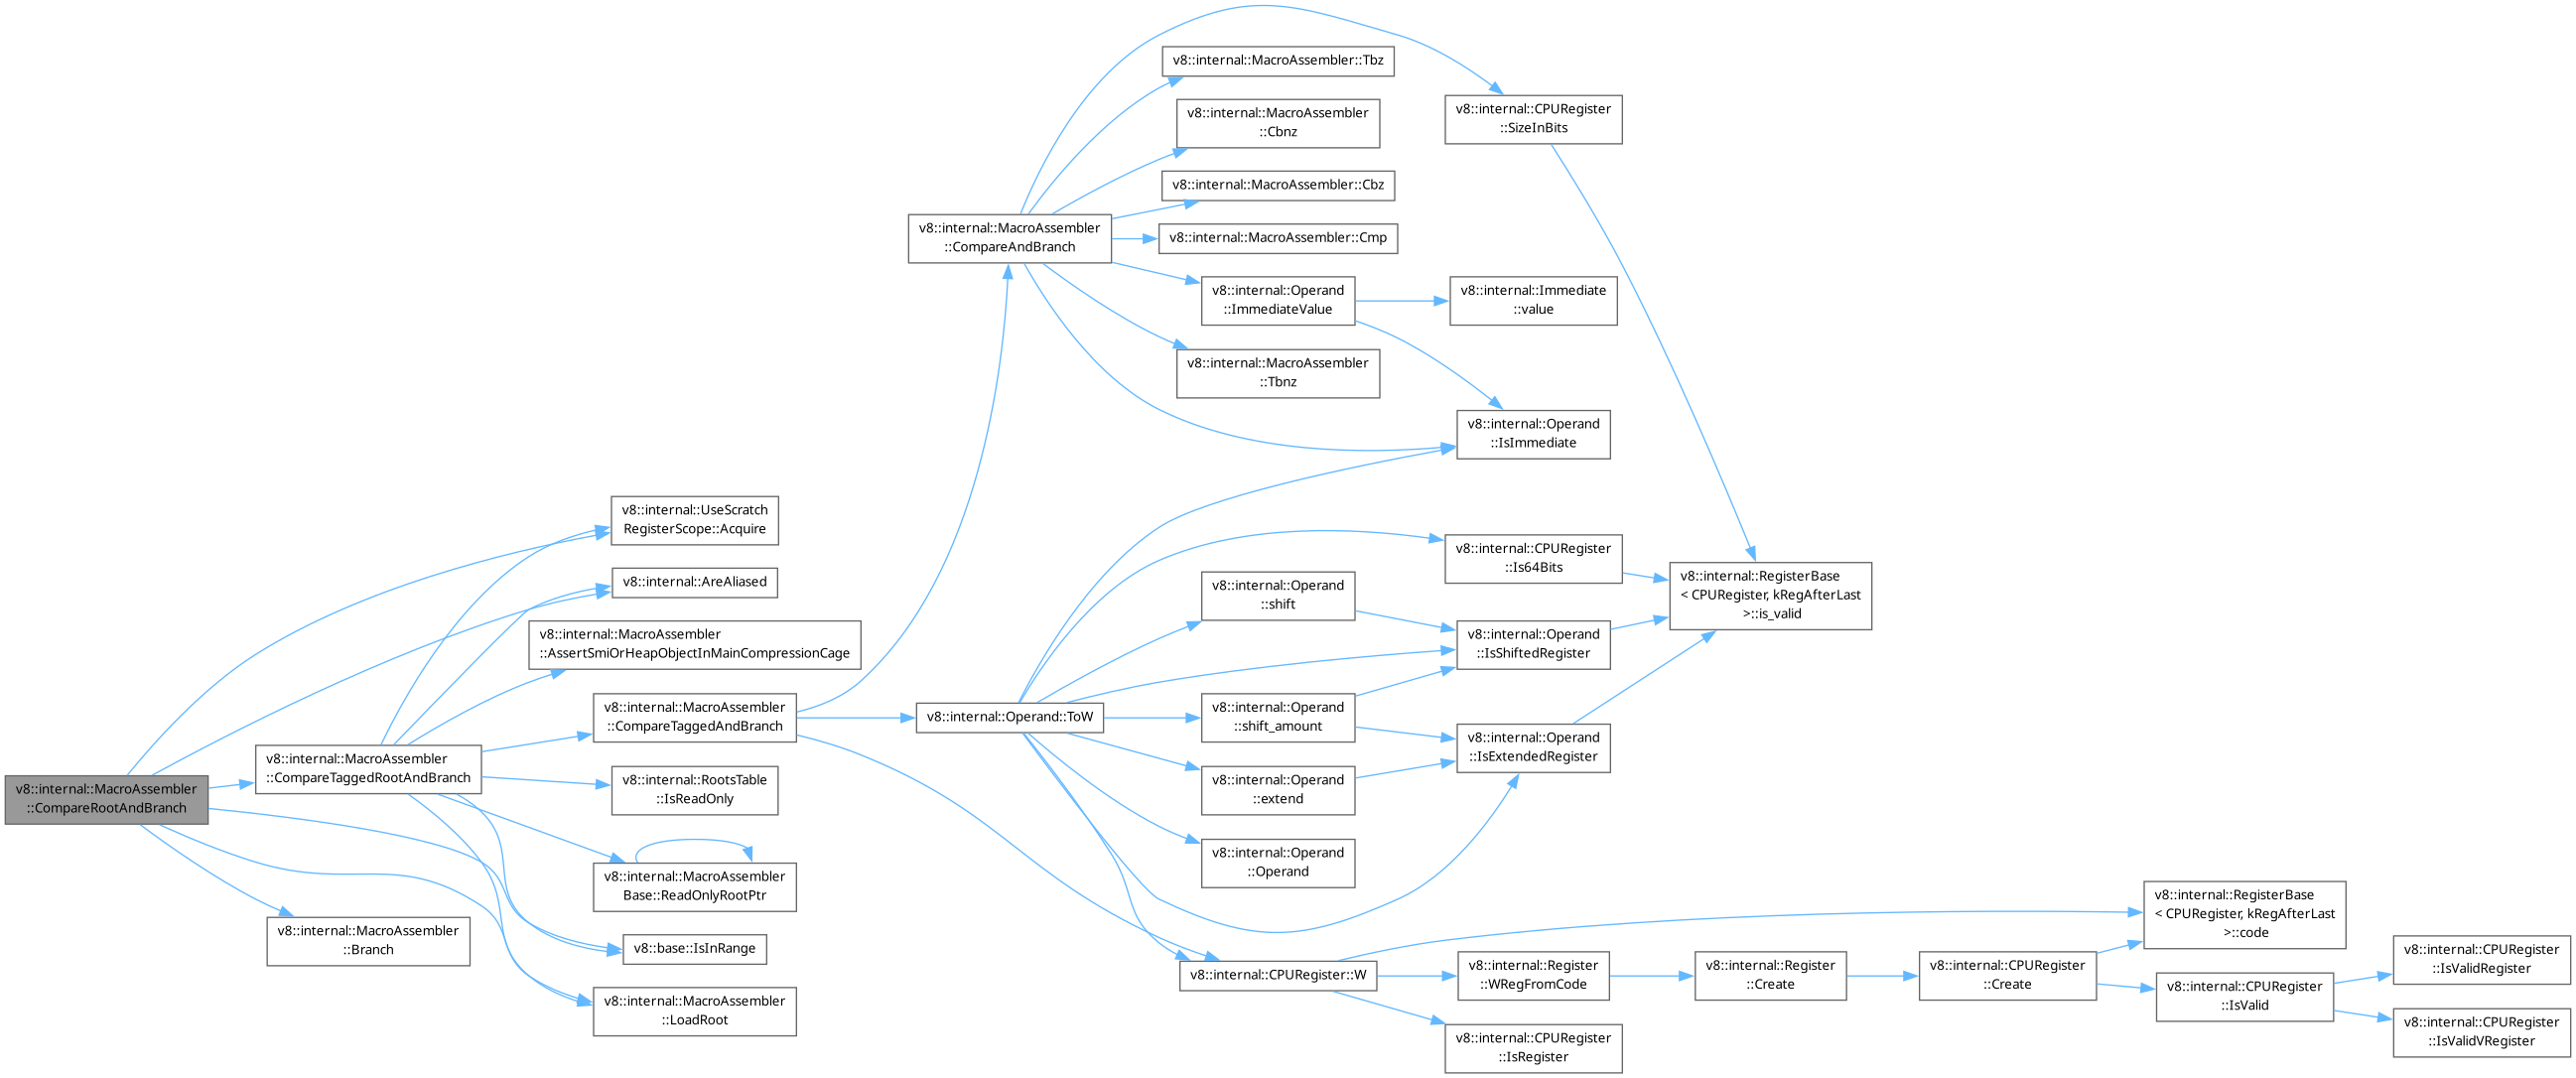 v8::internal::MacroAssembler
::CompareRootAndBranch
v8::internal::UseScratch
RegisterScope::Acquire
v8::internal::AreAliased
v8::internal::MacroAssembler
::CompareTaggedRootAndBranch
v8::internal::MacroAssembler
::Branch
v8::internal::MacroAssembler
::AssertSmiOrHeapObjectInMainCompressionCage
v8::internal::MacroAssembler
::CompareTaggedAndBranch
v8::internal::RootsTable
::IsReadOnly
v8::internal::MacroAssembler
Base::ReadOnlyRootPtr
v8::base::IsInRange
v8::internal::MacroAssembler
::LoadRoot
v8::internal::MacroAssembler
::CompareAndBranch
v8::internal::Operand::ToW
v8::internal::MacroAssembler::Tbz
v8::internal::MacroAssembler
::Cbnz
v8::internal::MacroAssembler::Cbz
v8::internal::MacroAssembler::Cmp
v8::internal::Operand
::ImmediateValue
v8::internal::MacroAssembler
::Tbnz
v8::internal::Operand
::shift
v8::internal::Operand
::shift_amount
v8::internal::Operand
::extend
v8::internal::Operand
::Operand
v8::internal::CPURegister::W
v8::internal::CPURegister
::SizeInBits
v8::internal::Immediate
::value
v8::internal::Operand
::IsImmediate
v8::internal::CPURegister
::Is64Bits
v8::internal::Operand
::IsShiftedRegister
v8::internal::Operand
::IsExtendedRegister
v8::internal::Register
::WRegFromCode
v8::internal::CPURegister
::IsRegister
v8::internal::RegisterBase
< CPURegister, kRegAfterLast
>::is_valid
v8::internal::Register
::Create
v8::internal::CPURegister
::Create
v8::internal::RegisterBase
< CPURegister, kRegAfterLast
>::code
v8::internal::CPURegister
::IsValid
v8::internal::CPURegister
::IsValidRegister
v8::internal::CPURegister
::IsValidVRegister